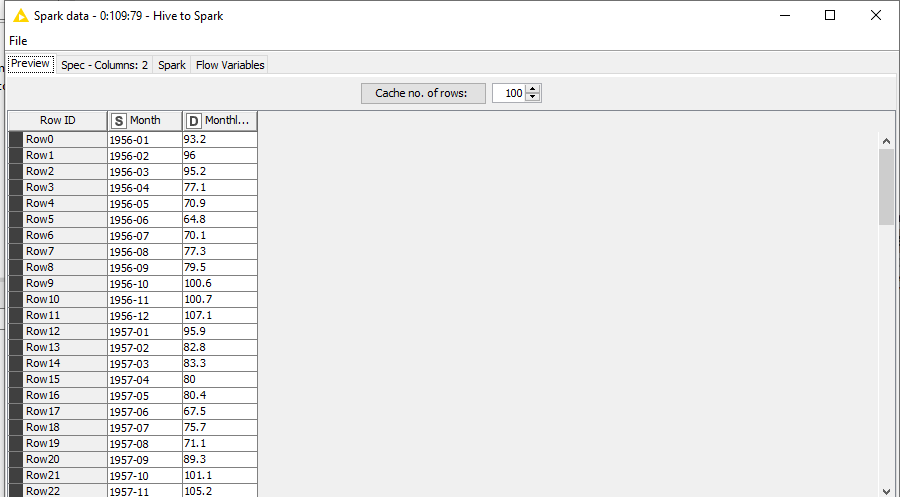 Spark data - 0:109:79 - Hive to Spark
File
Preview Spec - Columns: 2 Spark Flow Variables
Cache no. of rows: 100
Row ID S Month D Monthl...
Row0 1956-01 93.2
Row1 1956-02 96
Row2 1956-03 95.2
Row3 1956-04 77.1
Row4 1956-05 70.9
Row5 1956-06 64.8
Row6 1956-07 70.1
Row7 1956-08 77.3
Row8 1956-09 79.5
Row9 1956-10 100.6
Row10 1956-11 100.7
Row11 1956-12 107.1
Row12 1957-01 95.9
Row13 1957-02 82.8
Row14 1957-03 83.3
Row15 1957-04 80
Row16 1957-05 80.4
Row17 1957-06 67.5
Row18 1957-07 75.7
Row19 1957-08 71.1
Row20 1957-09 89.3
Row21 1957-10 101.1
Row22 1957-11 105.2